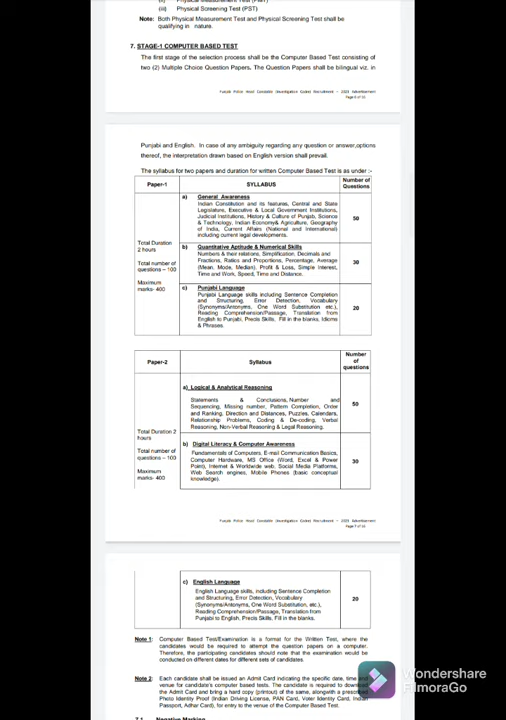 (iii) Physical Screening Test (PST)
Note: Both Physical Measurement Test and Physical Screening Test shall be
qualifying in nature.
7. STAGE-1 COMPUTER BASED TEST
The first stage of the selection process shall be the Computer Based Test consisting of
two (2) Multiple Choice Question Papers. The Question Papers shall be bilingual viz. in
Punjab Police Head Constable (Investigation Cadre) Recruitment – Advertisement
Punjabi and English. In case of any ambiguity regarding any question or answer,options
thereof, the interpretation drawn based on English version shall prevail.
The syllabus for two papers and duration for written Computer Based Test is as under :-
Paper-1 SYLLABUS Number of Questions
Total Duration
2 hours
Total number of
questions – 100
Maximum
marks- 400
a) General Awareness
Indian Constitution and its features, Central and State
Legislature, Executive & Local Government Institutions,
Judicial Institutions, History & Culture of Punjab, Science
& Technology, Indian Economy& Agriculture, Geography
of India, Current Affairs (National and International)
including current legal developments.
50
b) Quantitative Aptitude & Numerical Skills
Numbers & their relations, Simplification, Decimals and
Fractions, Ratios and Proportions, Percentage, Average
(Mean, Mode, Median), Profit & Loss, Simple Interest,
Time and Work, Speed, Time and Distance.
30
c) Punjabi Language
Punjabi Language skills including Sentence Completion
and Structuring, Error Detection, Vocabulary
(Synonyms/Antonyms, One Word Substitution etc.),
Reading Comprehension/Passage, Translation from
English to Punjabi, Precis Skills, Fill in the blanks, Idioms
& Phrases.
20
Paper-2 Syllabus Number of questions
Total Duration 2
hours
Total number of
questions – 100
Maximum
marks- 400
a) Logical & Analytical Reasoning
Statements & Conclusions, Number and
Sequencing, Missing number, Pattern Completion, Order
and Ranking, Direction and Distances, Puzzles, Calendars,
Relationship Problems, Coding & De-coding, Verbal
Reasoning, Non-Verbal Reasoning & Legal Reasoning.
50
b) Digital Literacy & Computer Awareness
Fundamentals of Computers, E-mail Communication Basics,
Computer Hardware, MS Office (Word, Excel & Power
Point), Internet & Worldwide web, Social Media Platforms,
Web Search engines, Mobile Phones (basic conceptual
knowledge).
30
Punjab Police Head Constable (Investigation Cadre) Recruitment – Advertisement
c) English Language
English Language skills, including Sentence Completion
and Structuring, Error Detection, Vocabulary
(Synonyms/Antonyms, One Word Substitution, etc.),
Reading Comprehension/Passage, Translation from
Punjabi to English, Precis Skills, Fill in the blanks.
20
Note 1: Computer Based Test/Examination is a format for the Written Test, where the
candidates would be required to attempt the question papers on a computer.
Therefore, the participating candidates should note that the examination would be
conducted on different dates for different sets of candidates.
Note 2: Each candidate shall be issued an Admit Card indicating the specific date, time and
venue for candidate's computer based tests. The candidate is required to download
the Admit Card and bring a hard copy (printout) of the same, alongwith a prescribed
Photo Identity Proof (Indian Driving License, PAN Card, Voter Identity Card, Indian
Passport, Adhar Card), for entry to the venue of the Computer Based Test.
7.1 Negative Marking
Wondershare
FilmoraGo